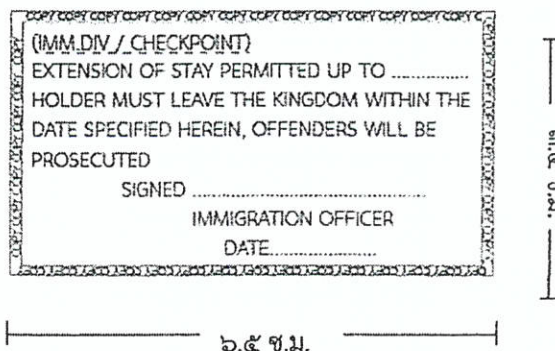 (IMM.DIV./ CHECKPOINT)
EXTENSION OF STAY PERMITTED UP TO ..................
HOLDER MUST LEAVE THE KINGDOM WITHIN THE
DATE SPECIFIED HEREIN, OFFENDERS WILL BE
PROSECUTED
SIGNED ......................................................
IMMIGRATION OFFICER
DATE.........................
๖.๕ ซ.ม.